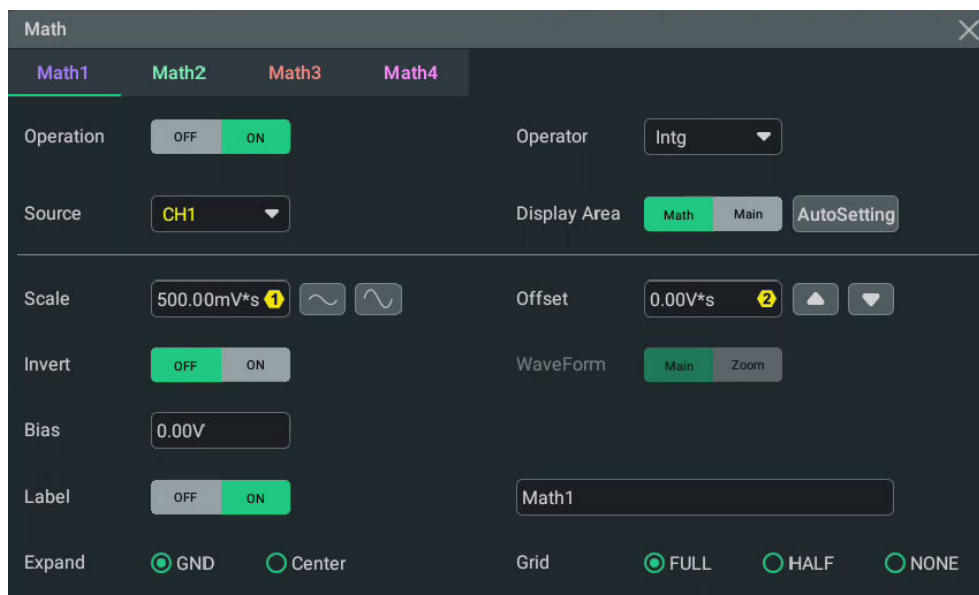 Math
Math1 Math2 Math3 Math4
Operation OFF ON Operator Intg
Source CH1 Display Area Math Main AutoSetting
Scale 500.00mV*s 1 Offset 0.00V*s 2
Invert OFF ON WaveForm Main Zoom
Bias 0.00V
Label OFF ON Math1
Expand GND Center Grid FULL HALF NONE